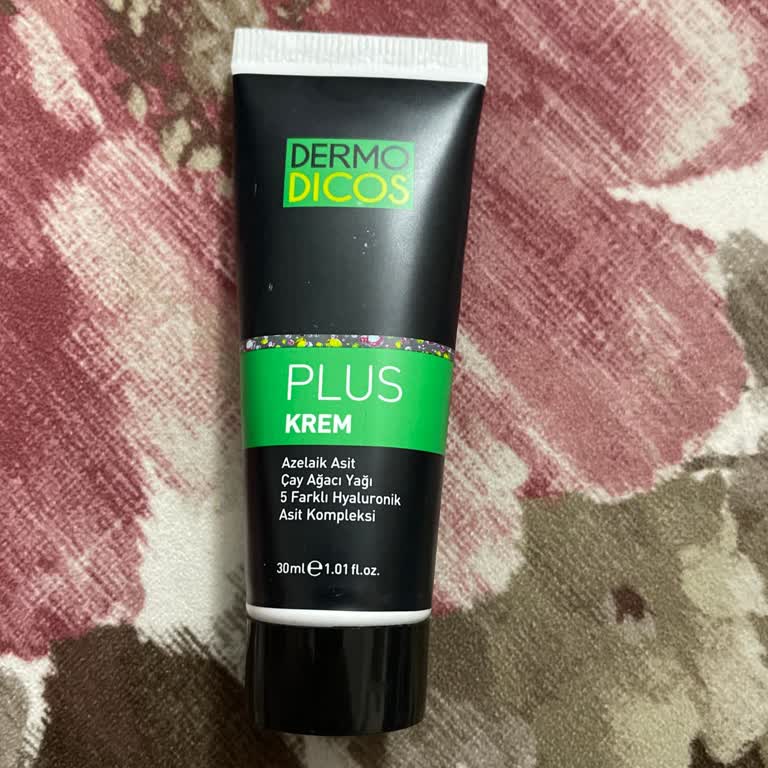 DERMO
DICOS
PLUS
KREM
Azelaik Asit
Çay Ağacı Yağı
5 Farklı Hyaluronik
Asit Kompleksi
30ml℮1.01 fl.oz.